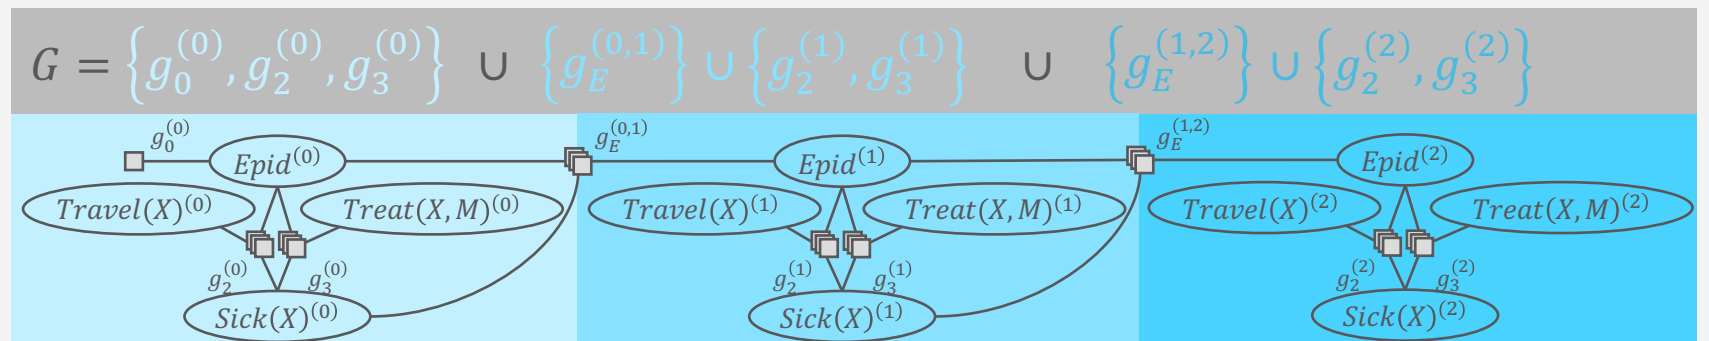 G = {g_0^{(0)}, g_2^{(0)}, g_3^{(0)}} ∪ {g_E^{(0,1)}} ∪ {g_2^{(1)}, g_3^{(1)}} ∪ {g_E^{(1,2)}} ∪ {g_2^{(2)}, g_3^{(2)}}
g_0^{(0)} g_E^{(0,1)} g_E^{(1,2)}
Epid^{(0)} Epid^{(1)} Epid^{(2)}
Travel(X)^{(0)} Treat(X, M)^{(0)} Travel(X)^{(1)} Treat(X, M)^{(1)} Travel(X)^{(2)} Treat(X, M)^{(2)}
g_2^{(0)} g_3^{(0)} g_2^{(1)} g_3^{(1)} g_2^{(2)} g_3^{(2)}
Sick(X)^{(0)} Sick(X)^{(1)} Sick(X)^{(2)}